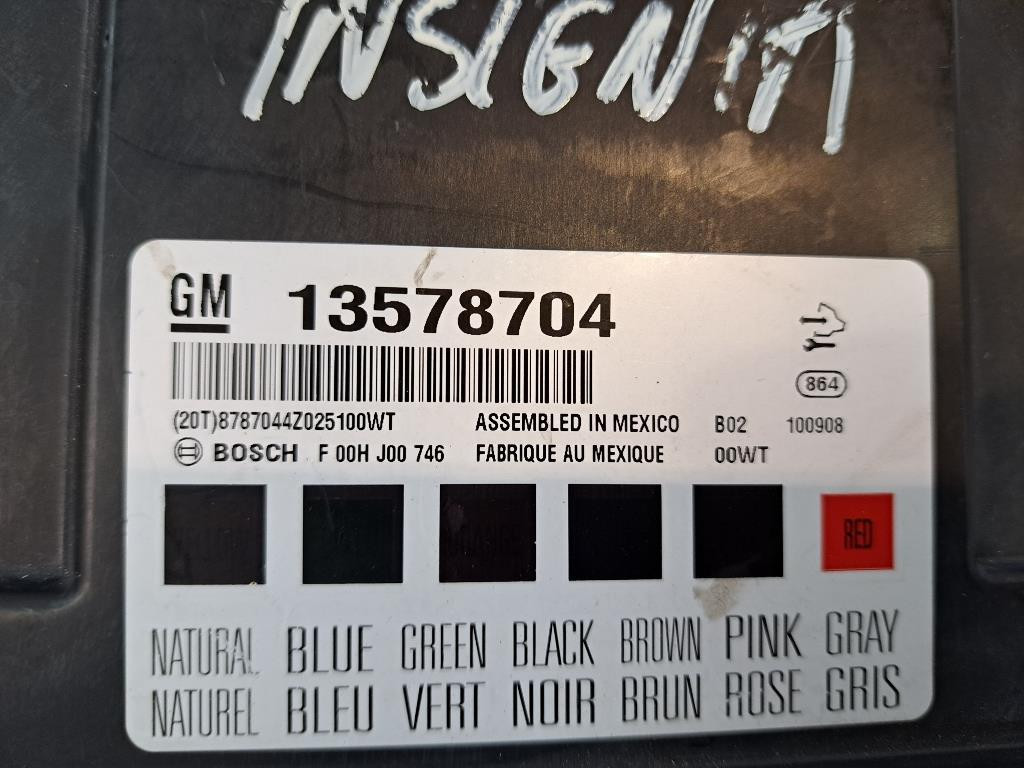 INSIGNIA
GM 13578704
864
(20T)8787044Z025100WT ASSEMBLED IN MEXICO B02 100908
BOSCH F 00H J00 746 FABRIQUE AU MEXIQUE 00WT
RED
NATURAL BLUE GREEN BLACK BROWN PINK GRAY
NATUREL BLEU VERT NOIR BRUN ROSE GRIS